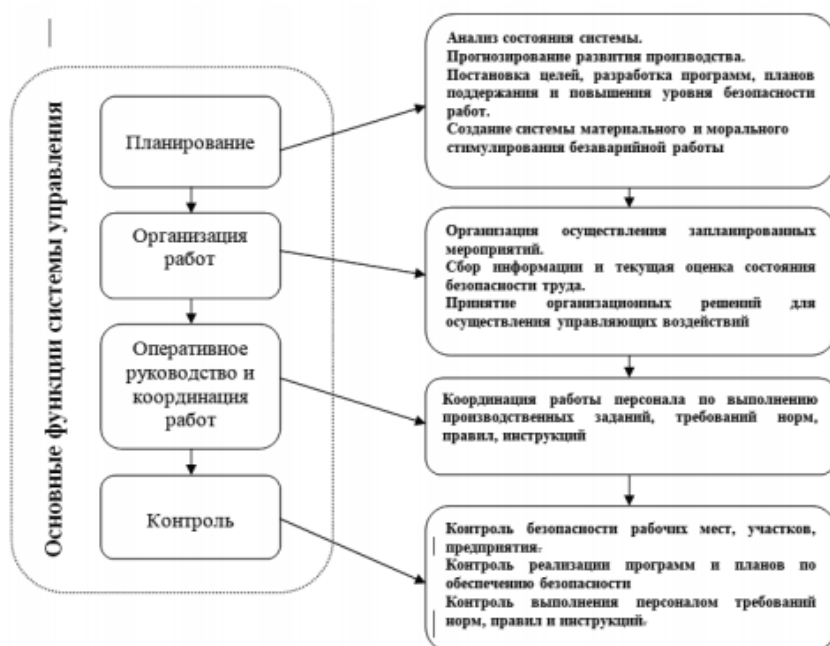 Основные функции системы управления
Планирование
Организация
работ
Оперативное
руководство и
координация
работ
Контроль
Анализ состояния системы.
Прогнозирование развития производства.
Постановка целей, разработка программ, планов
поддержания и повышения уровня безопасности
работ.
Создание системы материального и морального
стимулирования безаварийной работы
Организация осуществления запланированных
мероприятий.
Сбор информации и текущая оценка состояния
безопасности труда.
Принятие организационных решений для
осуществления управляющих воздействий
Координация работы персонала по выполнению
производственных заданий, требований норм,
правил, инструкций
Контроль безопасности рабочих мест, участков,
предприятия.
Контроль реализации программ и планов по
обеспечению безопасности
Контроль выполнения персоналом требований
норм, правил и инструкций.